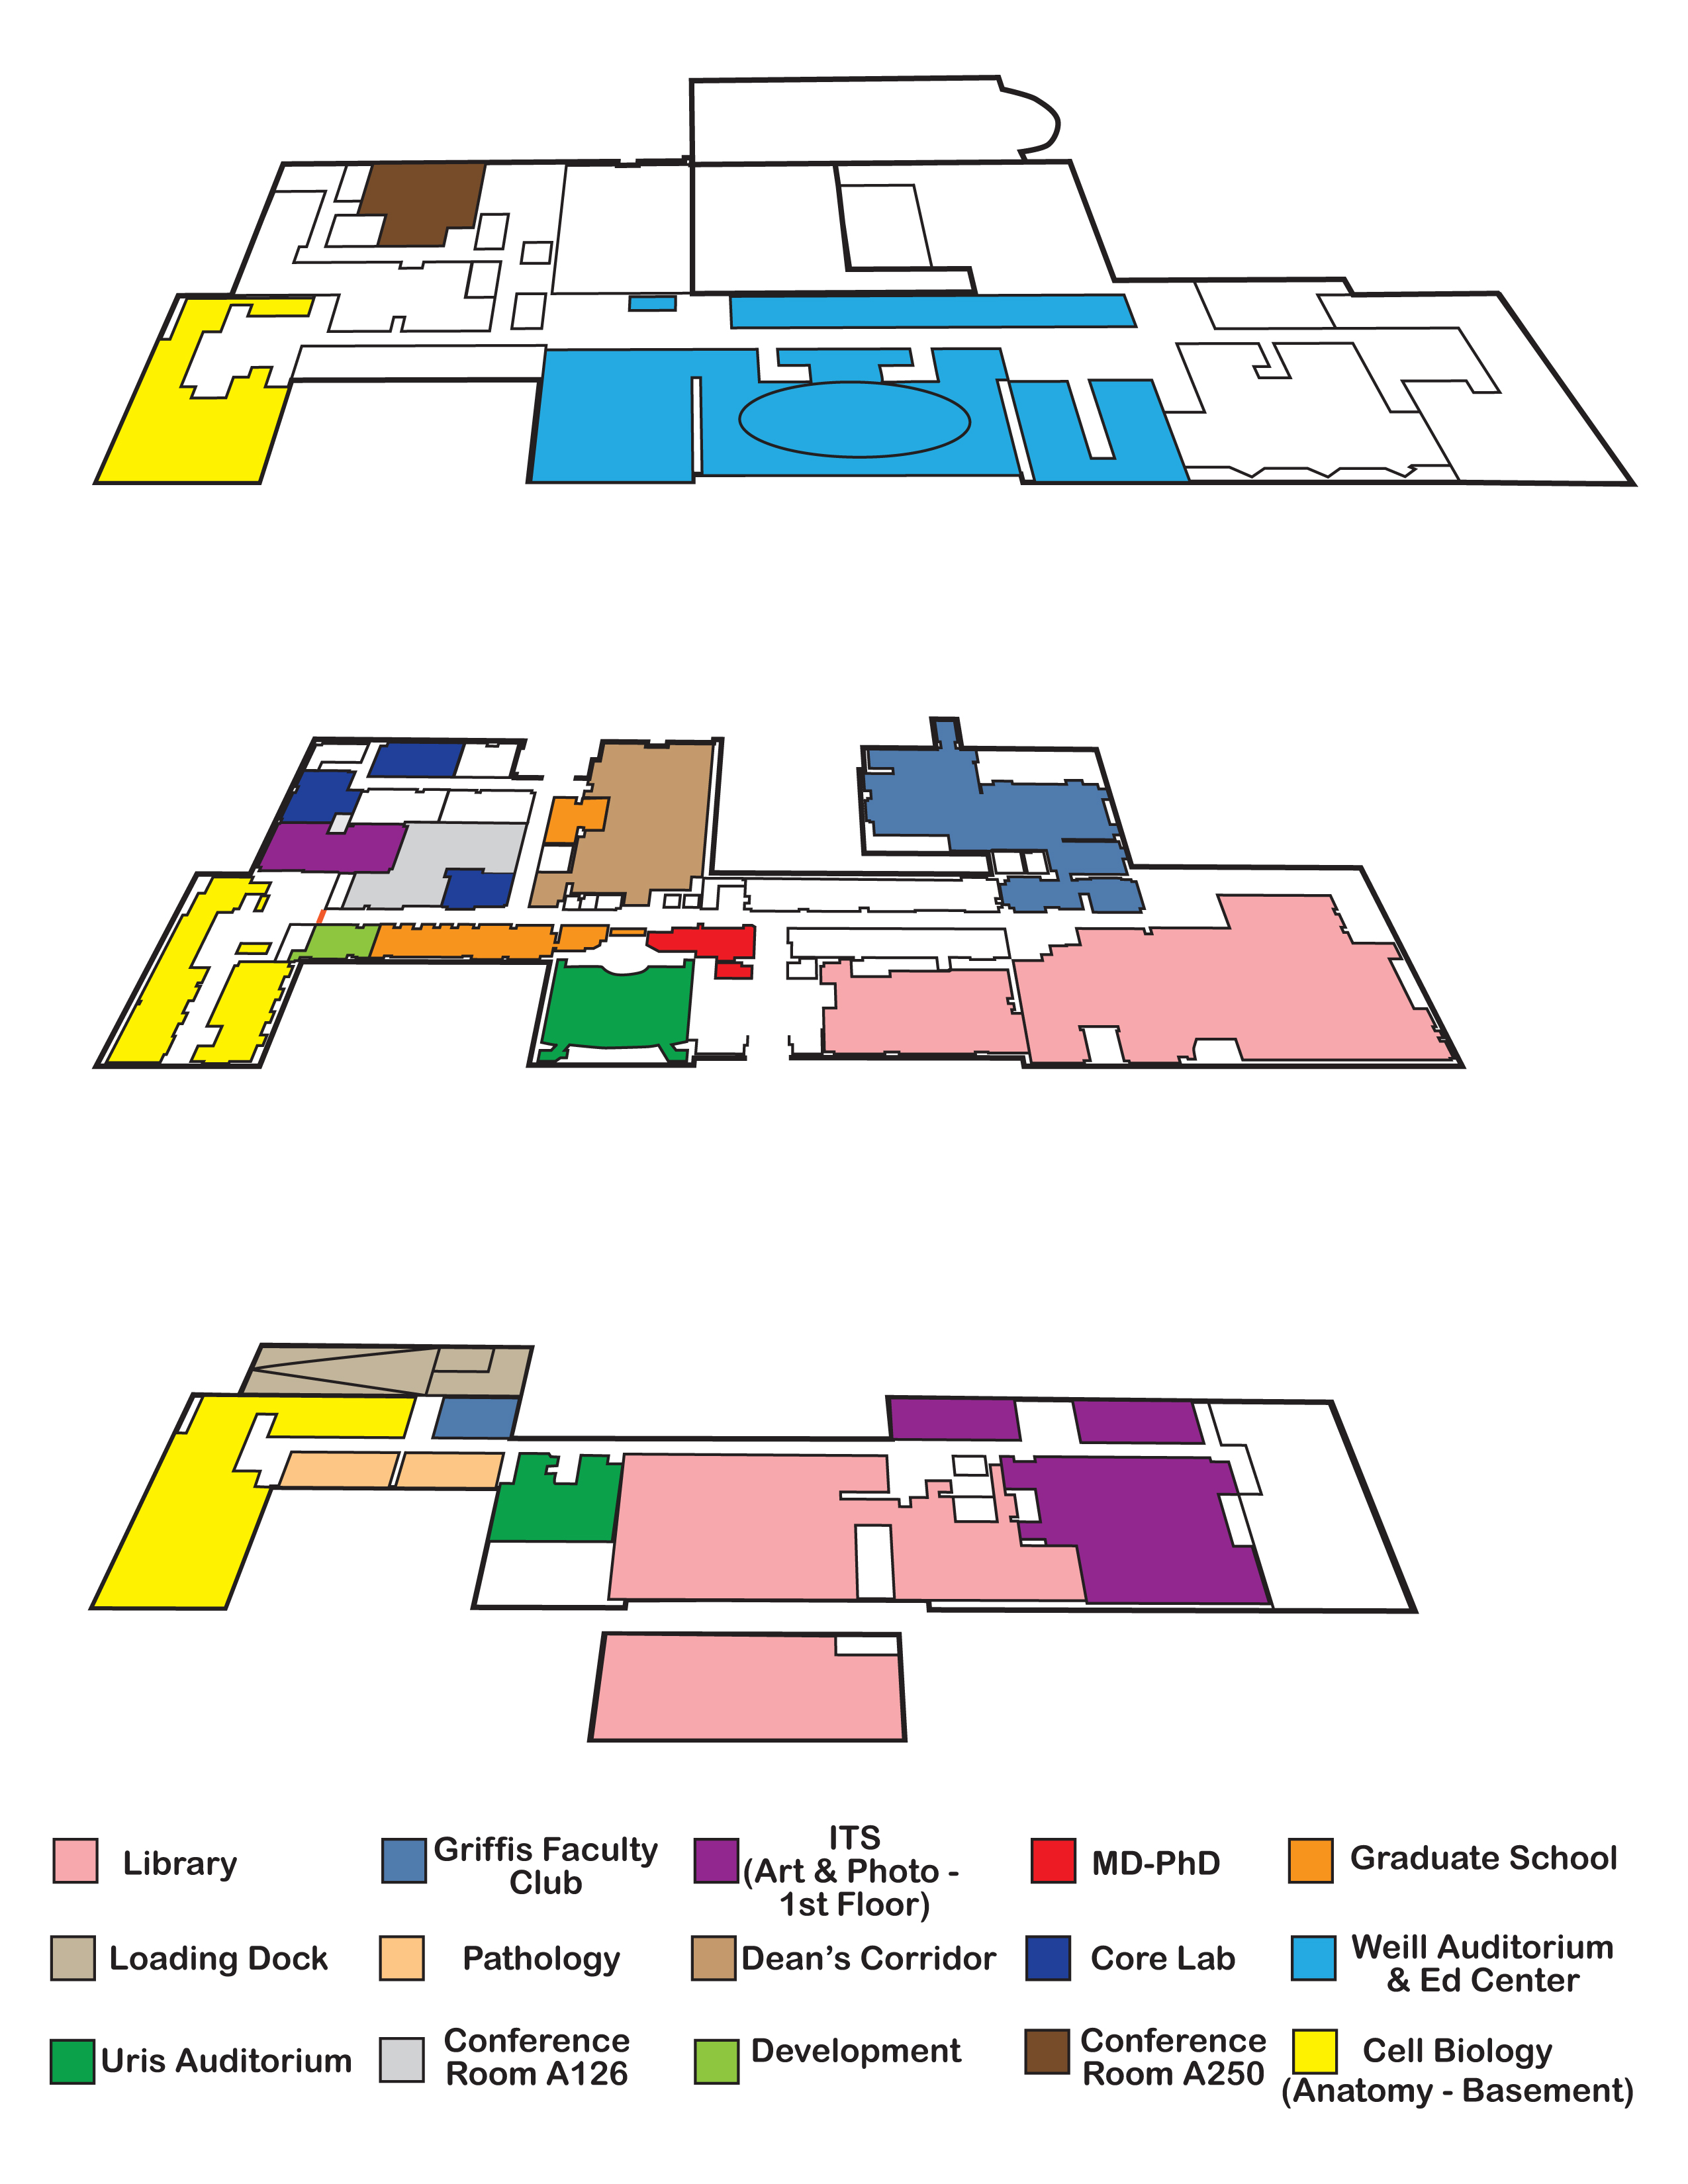 Library
Griffis Faculty
Club
ITS
(Art & Photo -
1st Floor)
MD-PhD
Graduate School
Loading Dock
Pathology
Dean's Corridor
Core Lab
Weill Auditorium
& Ed Center
Uris Auditorium
Conference
Room A126
Development
Conference
Room A250
Cell Biology
(Anatomy - Basement)